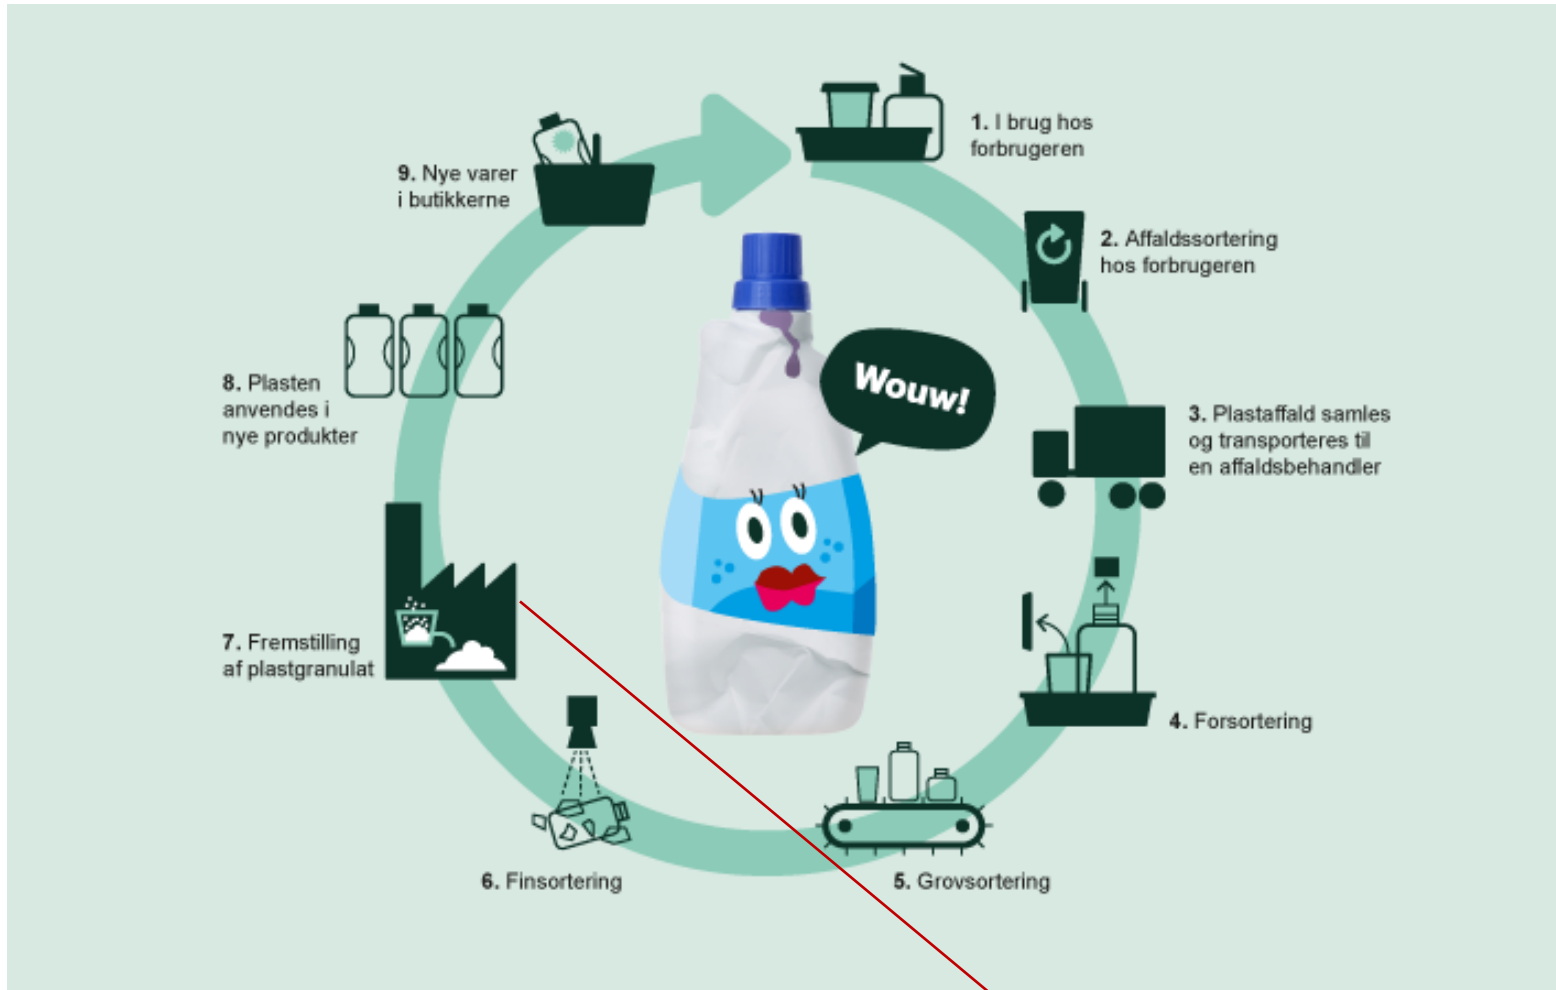 1. I brug hos
forbrugeren
2. Affaldssortering
hos forbrugeren
3. Plastaffald samles
og transporteres til
en affaldsbehandler
4. Forsortering
5. Grovsortering
6. Finsortering
7. Fremstilling
af plastgranulat
8. Plasten
anvendes i
nye produkter
9. Nye varer
i butikkerne
Wouw!